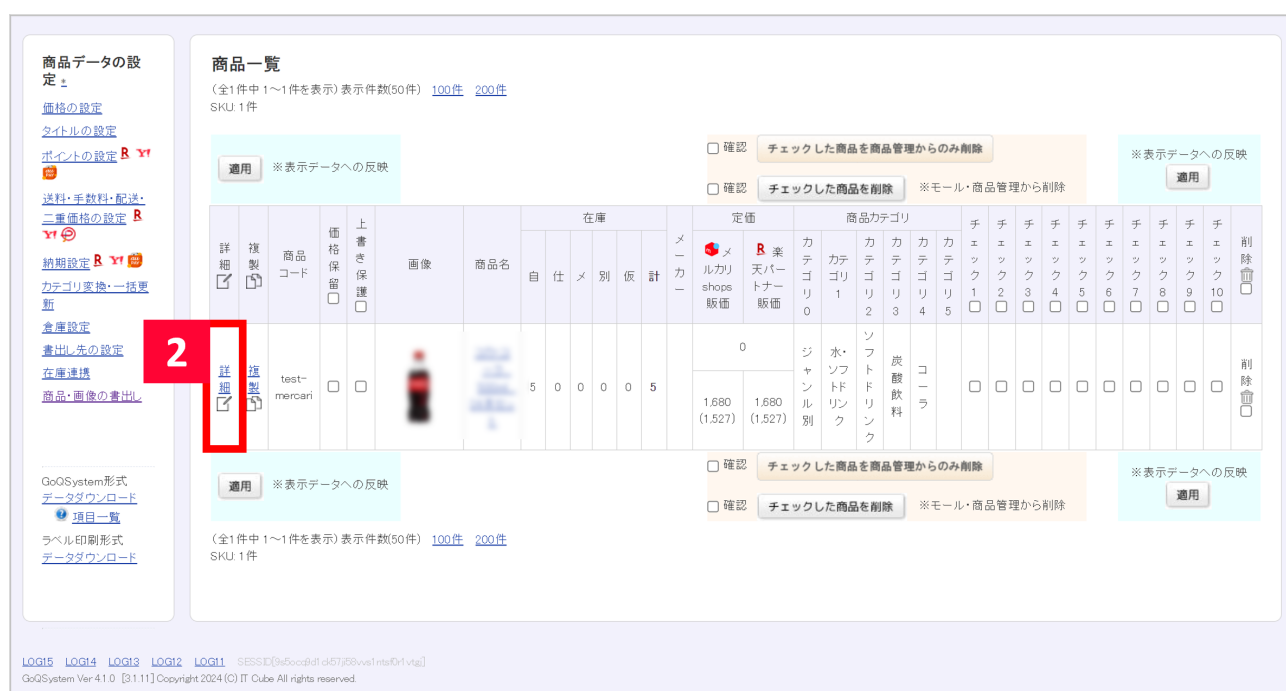 商品データの設
定 *
価格の設定
タイトルの設定
ポイントの設定 R Y!
送料・手数料・配送・
二重価格の設定 R
Y!
納期設定 R Y!
カテゴリ変換・一括更
新
倉庫設定
書出し先の設定
在庫連携
商品・画像の書出し
GoQSystem形式
データダウンロード
項目一覧
ラベル印刷形式
データダウンロード
商品一覧
(全1件中 1～1件を表示) 表示件数(50件) 100件 200件
SKU: 1件
適用 ※表示データへの反映
確認 チェックした商品を商品管理からのみ削除
確認 チェックした商品を削除 ※モール・商品管理から削除
※表示データへの反映
適用
詳細
複製
商品コード
価格保留
上書き保護
画像
商品名
在庫
自 仕 メ 別 仮 計
メーカー
定価
メルカリshops販価
R 楽天パートナー販価
商品カテゴリ
カテゴリ0
カテゴリ1
カテゴリ2
カテゴリ3
カテゴリ4
カテゴリ5
チェック1
チェック2
チェック3
チェック4
チェック5
チェック6
チェック7
チェック8
チェック9
チェック10
削除
2
詳細
複製
test-mercari
5 0 0 0 0 5
0
1,680 (1,527)
1,680 (1,527)
ジャンル別
水・ソフトドリンク
ソフトドリンク
炭酸飲料
コーラ
削除
適用 ※表示データへの反映
確認 チェックした商品を商品管理からのみ削除
確認 チェックした商品を削除 ※モール・商品管理から削除
※表示データへの反映
適用
(全1件中 1～1件を表示) 表示件数(50件) 100件 200件
SKU: 1件
LOG15 LOG14 LOG13 LOG12 LOG11
GoQSystem Ver 4.1.0 [3.1.11] Copyright 2024 (C) IT Cube All rights reserved.